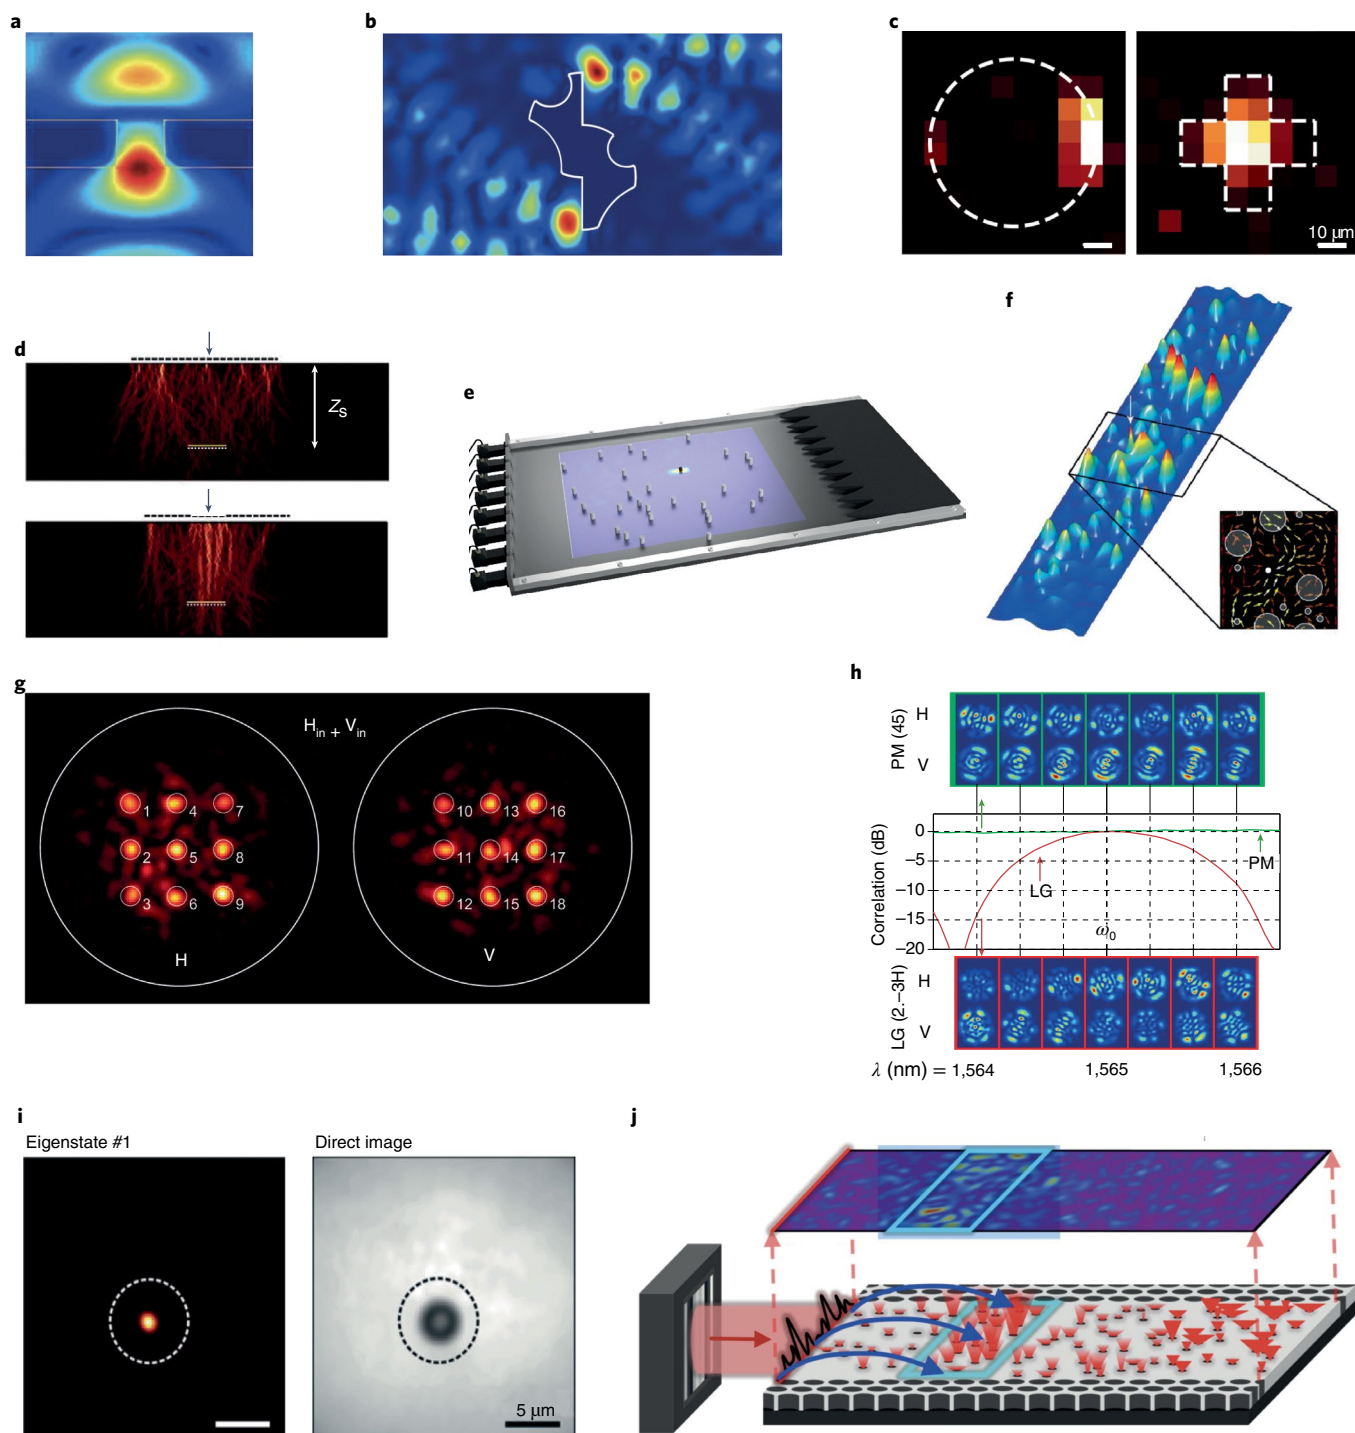 a
b
c
10 μm
d
Z_S
e
f
g
H_in + V_in
1 4 7
2 5 8
3 6 9
H
10 13 16
11 14 17
12 15 18
V
h
PM (45)
H
V
Correlation (dB)
0
−5
−10
−15
−20
PM
LG
ω_0
LG (2.−3H)
H
V
λ (nm) = 1,564 1,565 1,566
i
Eigenstate #1
Direct image
5 μm
j